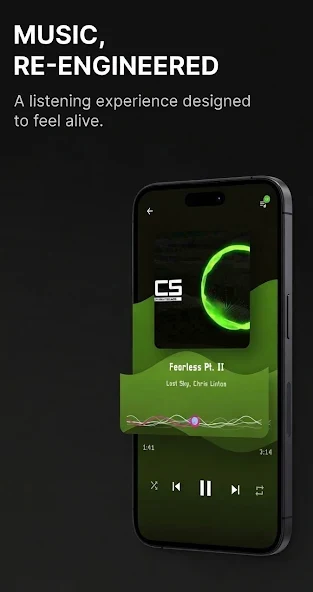 MUSIC,
RE-ENGINEERED
A listening experience designed
to feel alive.
CS
Fearless Pt. II
Lost Sky, Chris Linton
1:41
3:14